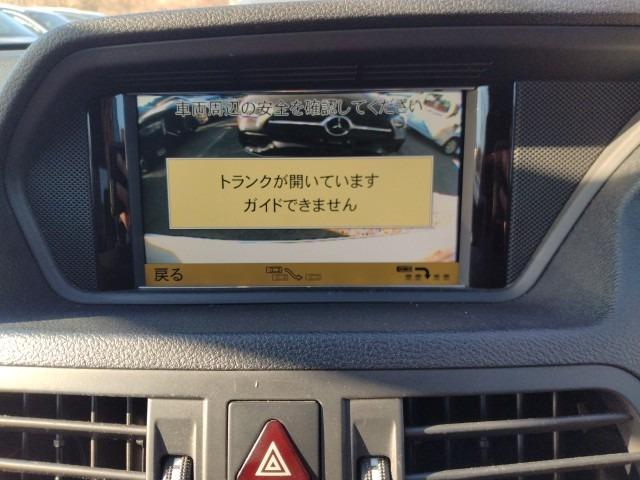 車両周辺の安全を確認してください
トランクが開いています
ガイドできません
戻る